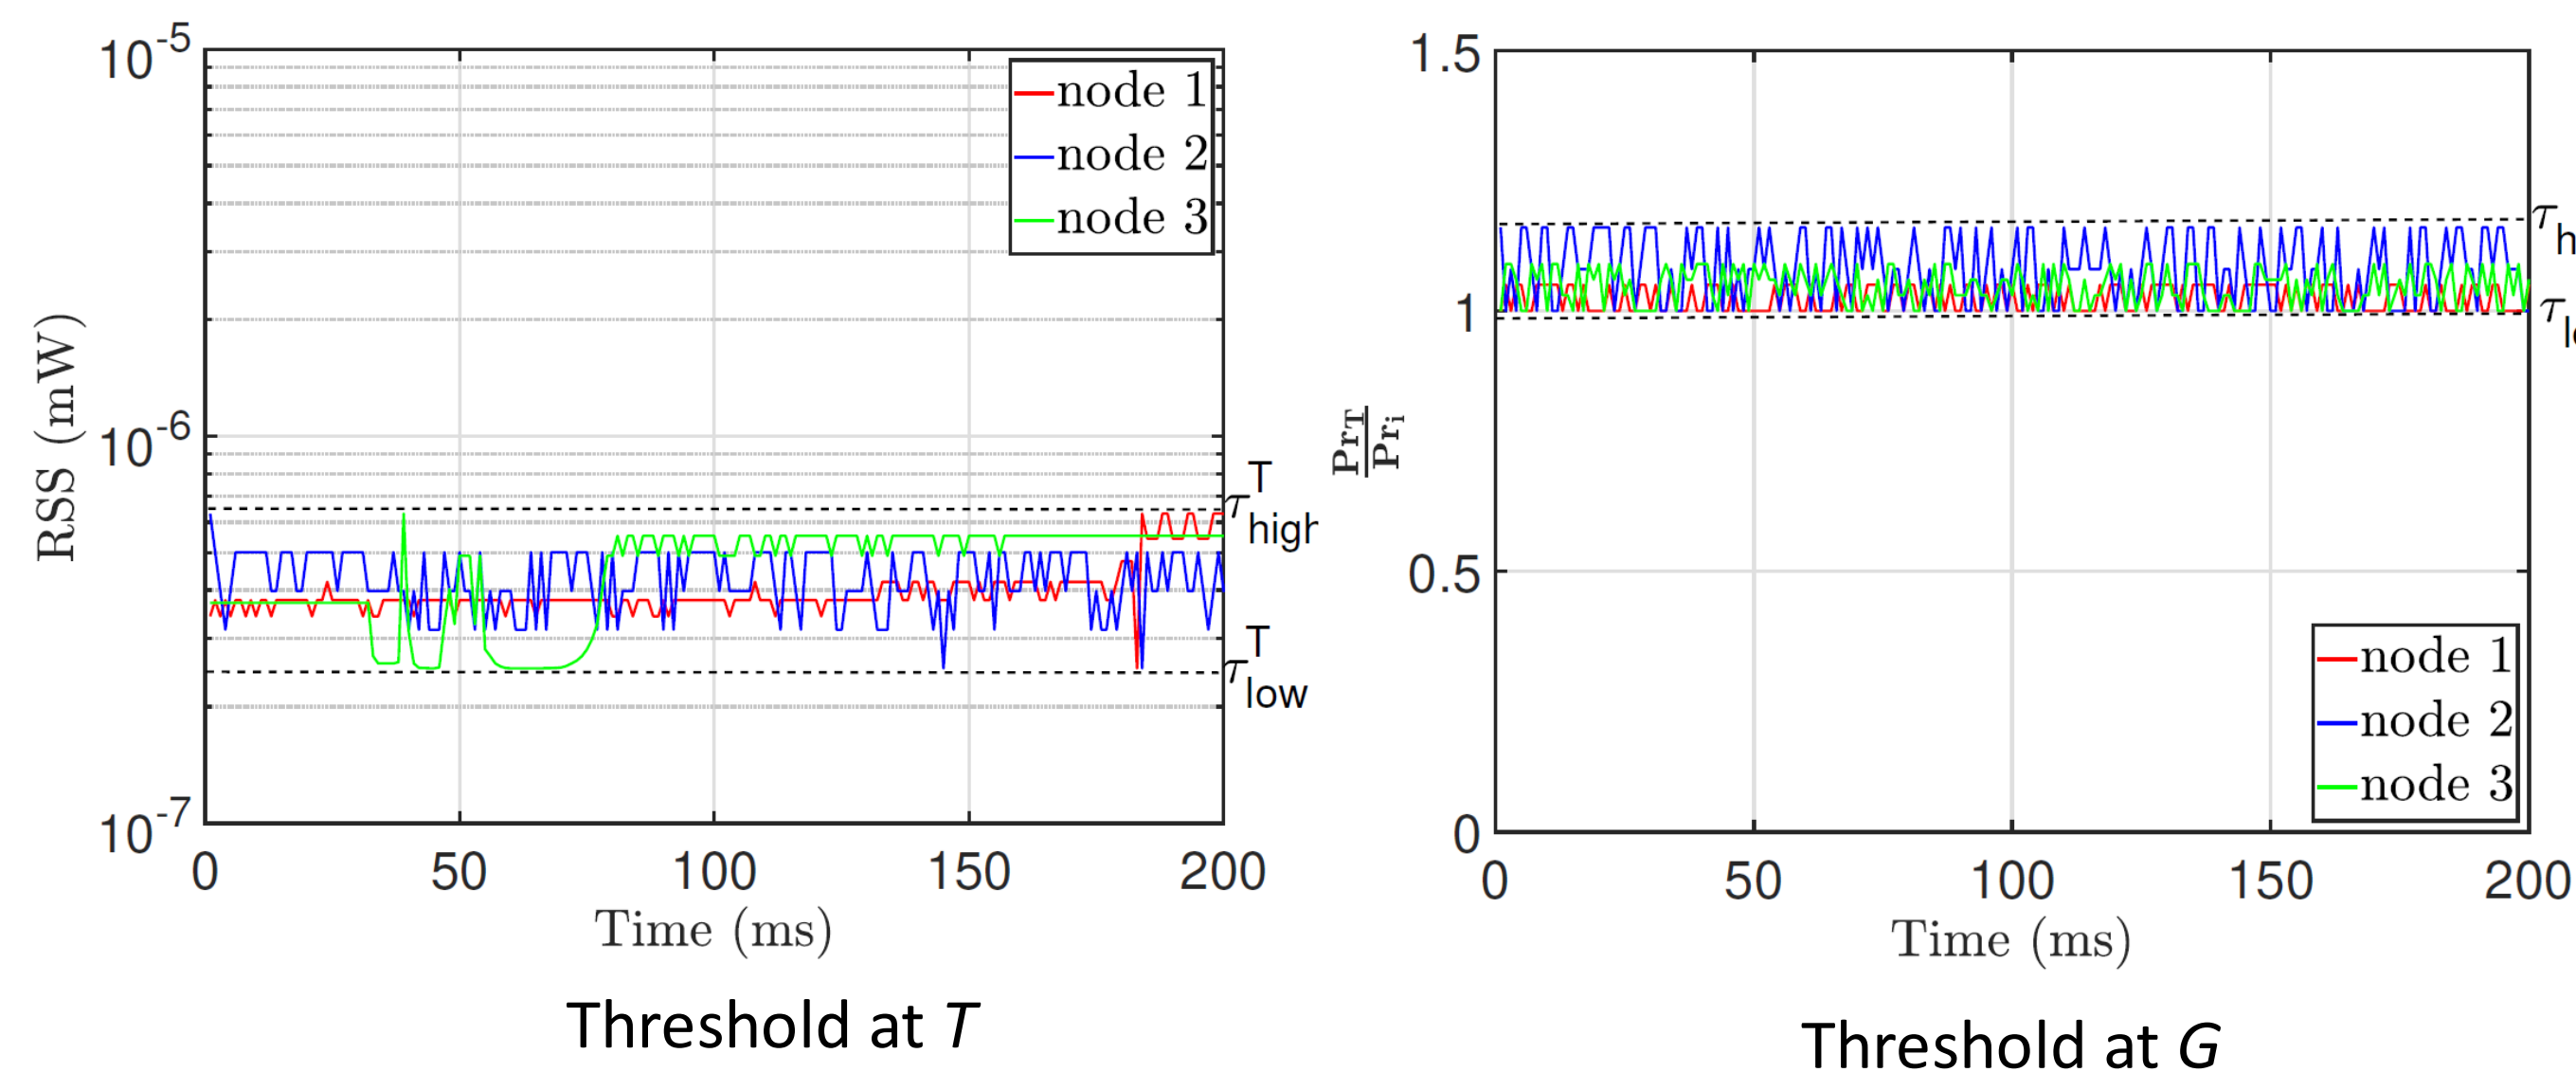 10^-5
10^-6
10^-7
RSS (mW)
0 50 100 150 200
Time (ms)
node 1
node 2
node 3
τ^T_high
τ^T_low
Threshold at T
1.5
1
0.5
0
Pr_T
Pr_i
0 50 100 150 200
Time (ms)
node 1
node 2
node 3
τ_h
τ_l
Threshold at G